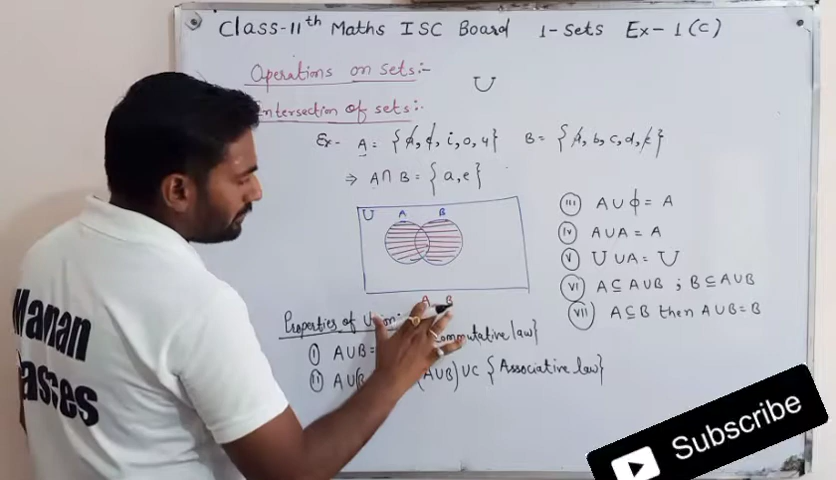 Class-11th Maths ISC Board 1-Sets Ex-1(c)
Operations on sets:-
∪
Intersection of sets:-
Ex- A = {a, e, i, o, u} B = {a, b, c, d, e}
⇒ A∩B = {a, e}
U A B
A B
Properties of Union:
(i) A∪B = Commutative law}
(ii) A∪(B (A∪B)∪C {Associative law}
(iii) A∪ϕ = A
(iv) A∪A = A
(v) U∪A = U
(vi) A⊆A∪B ; B⊆A∪B
(vii) A⊆B then A∪B = B
Manan
Classes
Subscribe